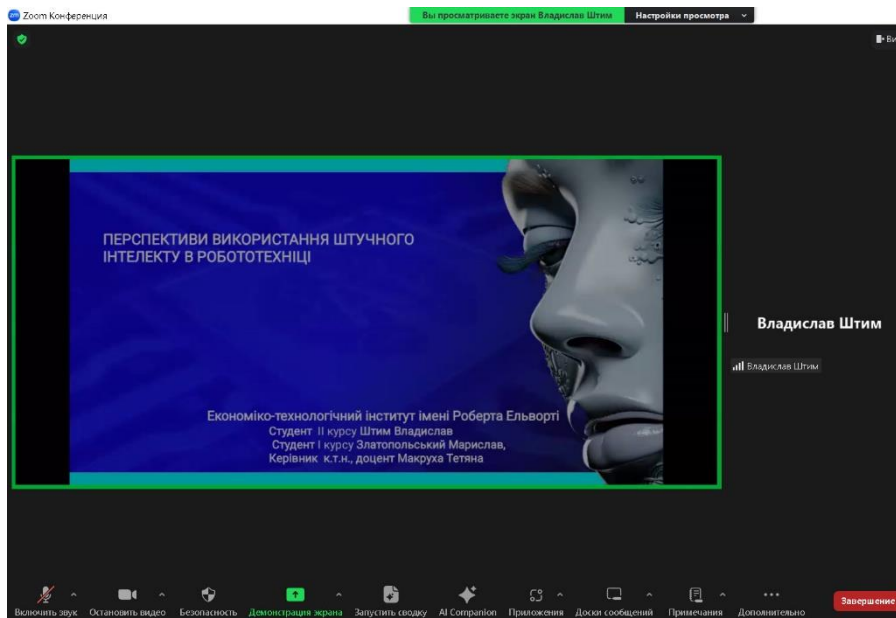 Zoom Конференция
Вы просматриваете экран Владислав Штим
Настройки просмотра
ПЕРСПЕКТИВИ ВИКОРИСТАННЯ ШТУЧНОГО
ІНТЕЛЕКТУ В РОБОТОТЕХНІЦІ
Економіко-технологічний інститут імені Роберта Ельворті
Студент ІІ курсу Штим Владислав
Студент І курсу Златопольський Марислав,
Керівник к.т.н., доцент Макруха Тетяна
Владислав Штим
Владислав Штим
Включить звук
Остановить видео
Безопасность
Демонстрация экрана
Запустить сводку
AI Companion
Приложения
Доски сообщений
Примечания
Дополнительно
Завершение